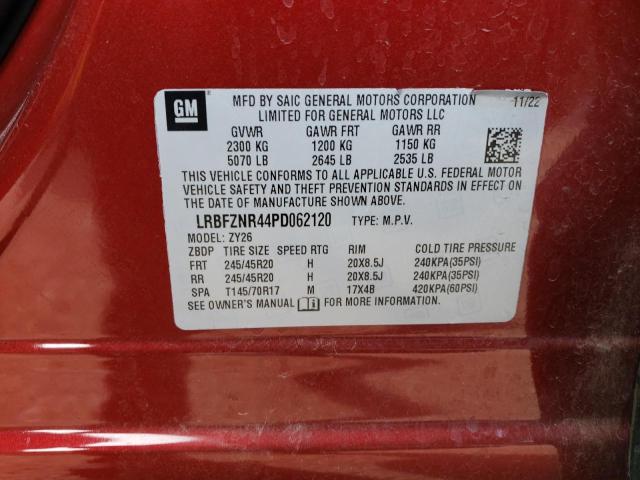 GM
MFD BY SAIC GENERAL MOTORS CORPORATION 11/22
LIMITED FOR GENERAL MOTORS LLC
GVWR GAWR FRT GAWR RR
2300 KG 1200 KG 1150 KG
5070 LB 2645 LB 2535 LB
THIS VEHICLE CONFORMS TO ALL APPLICABLE U.S. FEDERAL MOTOR
VEHICLE SAFETY AND THEFT PREVENTION STANDARDS IN EFFECT ON
THE DATE OF MANUFACTURE SHOWN ABOVE.
LRBFZNR44PD062120 TYPE: M.P.V.
MODEL: ZY26
ZBDP TIRE SIZE SPEED RTG RIM COLD TIRE PRESSURE
FRT 245/45R20 H 20X8.5J 240KPA(35PSI)
RR 245/45R20 H 20X8.5J 240KPA(35PSI)
SPA T145/70R17 M 17X4B 420KPA(60PSI)
SEE OWNER'S MANUAL FOR MORE INFORMATION